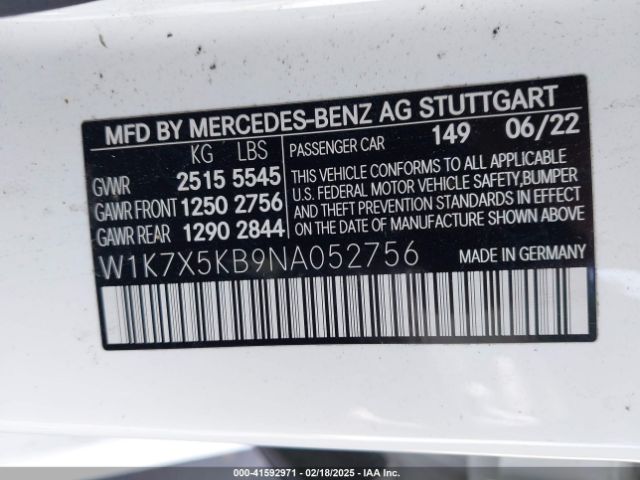 MFD BY MERCEDES-BENZ AG STUTTGART
KG LBS PASSENGER CAR 149 06/22
GVWR 2515 5545
GAWR FRONT 1250 2756
GAWR REAR 1290 2844
THIS VEHICLE CONFORMS TO ALL APPLICABLE
U.S. FEDERAL MOTOR VEHICLE SAFETY,BUMPER
AND THEFT PREVENTION STANDARDS IN EFFECT
ON THE DATE OF MANUFACTURE SHOWN ABOVE
W1K7X5KB9NA052756 MADE IN GERMANY
000-41592971 - 02/18/2025 - IAA Inc.